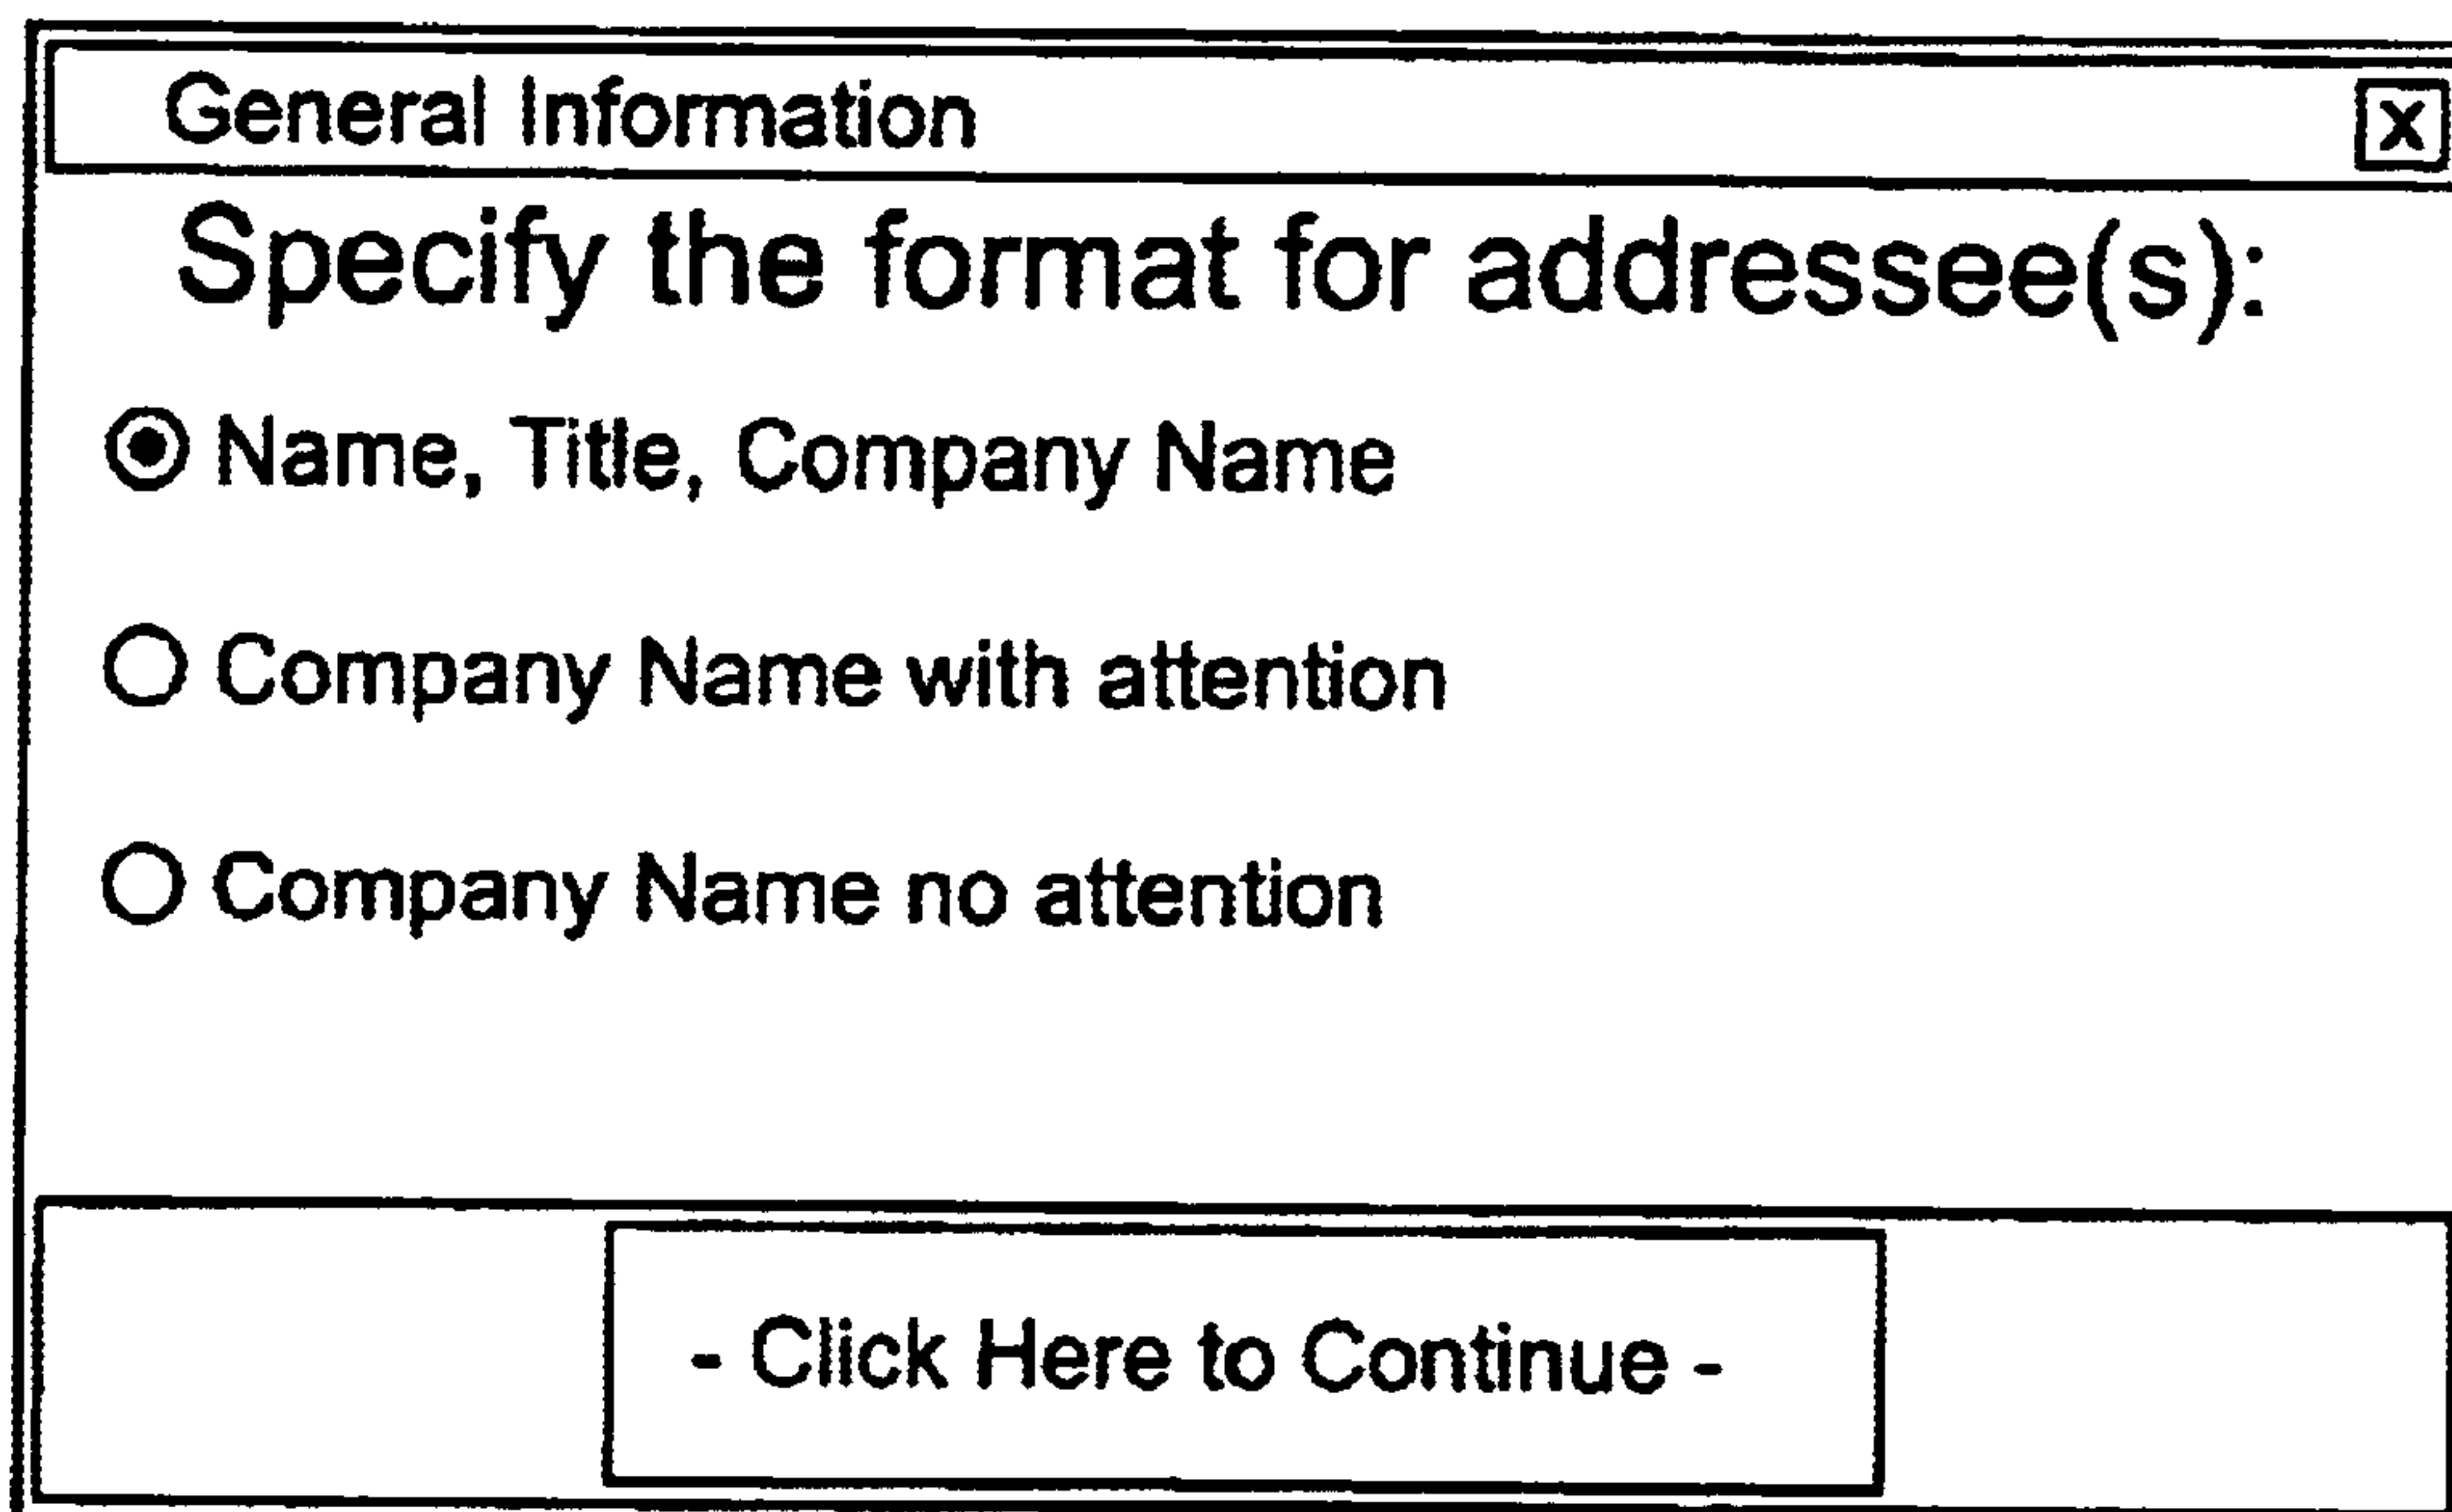 General Information
X
Specify the format for addressee(s):
Name, Title, Company Name
Company Name with attention
Company Name no attention
- Click Here to Continue -